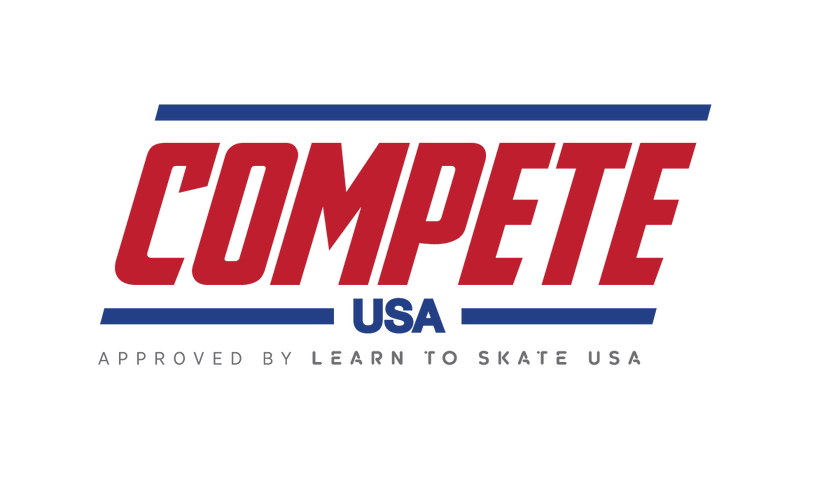 COMPETE
USA
APPROVED BY LEARN TO SKATE USA